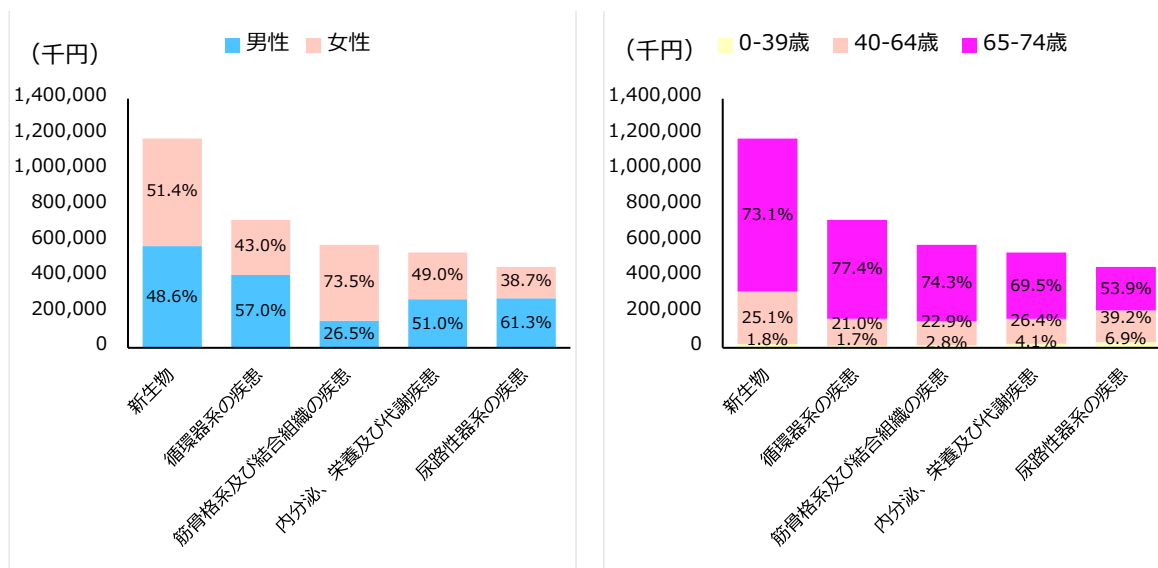 （千円）
男性 女性
1,400,000
1,200,000
1,000,000
800,000
600,000
400,000
200,000
0
51.4%
48.6%
43.0%
57.0%
73.5%
26.5%
49.0%
51.0%
38.7%
61.3%
新生物
循環器系の疾患
筋骨格系及び結合組織の疾患
内分泌、栄養及び代謝疾患
尿路性器系の疾患
（千円）
0-39歳 40-64歳 65-74歳
1,400,000
1,200,000
1,000,000
800,000
600,000
400,000
200,000
0
73.1%
25.1%
1.8%
77.4%
21.0%
1.7%
74.3%
22.9%
2.8%
69.5%
26.4%
4.1%
53.9%
39.2%
6.9%
新生物
循環器系の疾患
筋骨格系及び結合組織の疾患
内分泌、栄養及び代謝疾患
尿路性器系の疾患